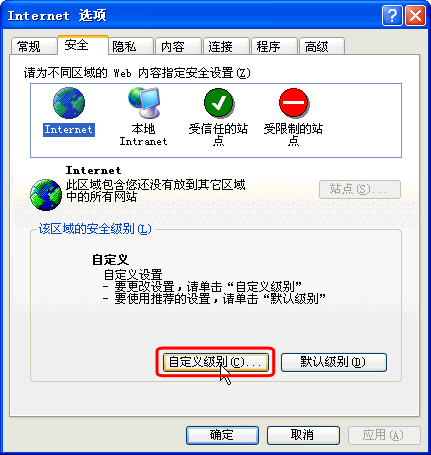 Internet 选项
常规 安全 隐私 内容 连接 程序 高级
请为不同区域的 Web 内容指定安全设置(Z)
Internet 本地 受信任的站 受限制的站
Intranet 点 点
Internet
此区域包含您还没有放到其它区域
中的所有网站
站点(S)...
该区域的安全级别(L)
自定义
自定义设置
- 要更改设置,请单击“自定义级别”
- 要使用推荐的设置,请单击“默认级别”
自定义级别(C)... 默认级别(D)
确定 取消 应用(A)